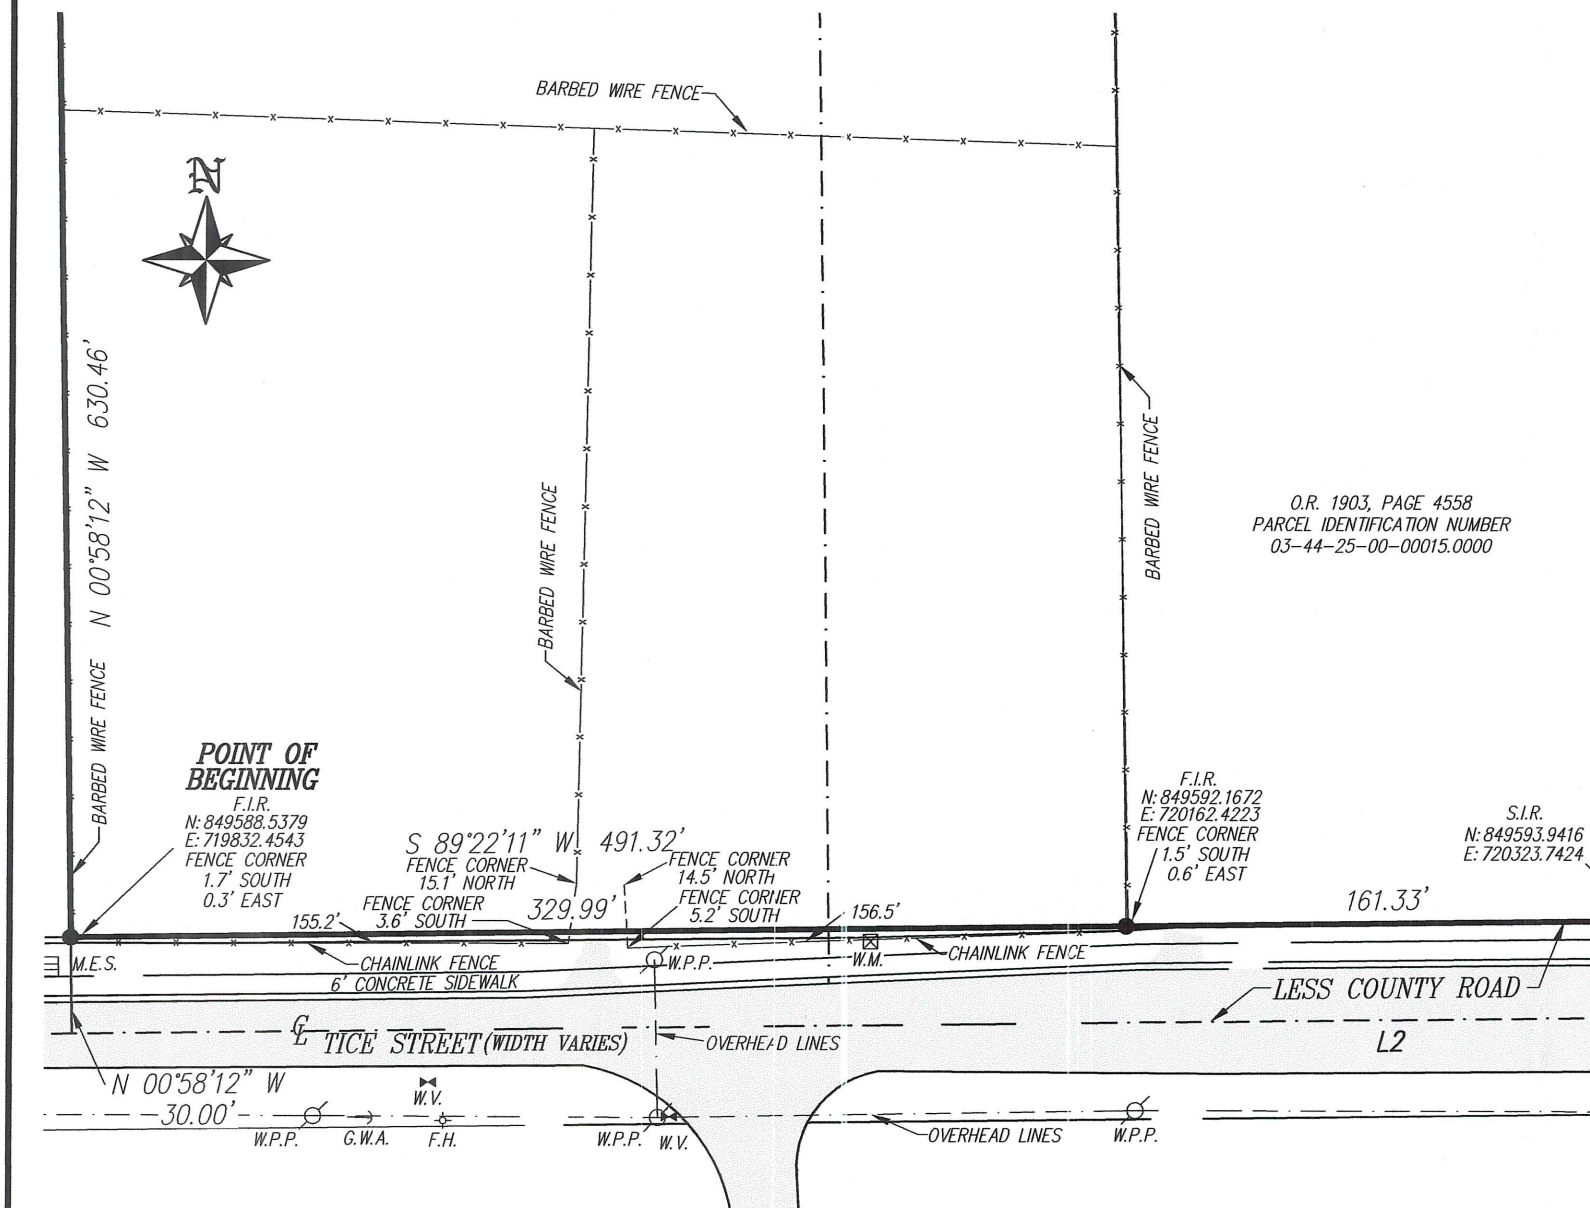 BARBED WIRE FENCE
N
BARBED WIRE FENCE N 00°58'12" W 630.46'
BARBED WIRE FENCE
BARBED WIRE FENCE
O.R. 1903, PAGE 4558
PARCEL IDENTIFICATION NUMBER
03-44-25-00-00015.0000
POINT OF
BEGINNING
F.I.R.
N: 849588.5379
E: 719832.4543
FENCE CORNER
1.7' SOUTH
0.3' EAST
S 89°22'11" W 491.32'
FENCE CORNER
15.1' NORTH
FENCE CORNER
3.6' SOUTH
329.99'
FENCE CORNER
14.5' NORTH
FENCE CORNER
5.2' SOUTH
F.I.R.
N: 849592.1672
E: 720162.4223
FENCE CORNER
1.5' SOUTH
0.6' EAST
S.I.R.
N: 849593.9416
E: 720323.7424
155.2'
156.5'
161.33'
M.E.S.
CHAINLINK FENCE
6' CONCRETE SIDEWALK
W.P.P.
W.M.
CHAINLINK FENCE
LESS COUNTY ROAD
℄ TICE STREET (WIDTH VARIES)
OVERHEAD LINES
L2
N 00°58'12" W
30.00'
W.V.
W.P.P.
G.W.A.
F.H.
W.P.P.
W.V.
OVERHEAD LINES
W.P.P.